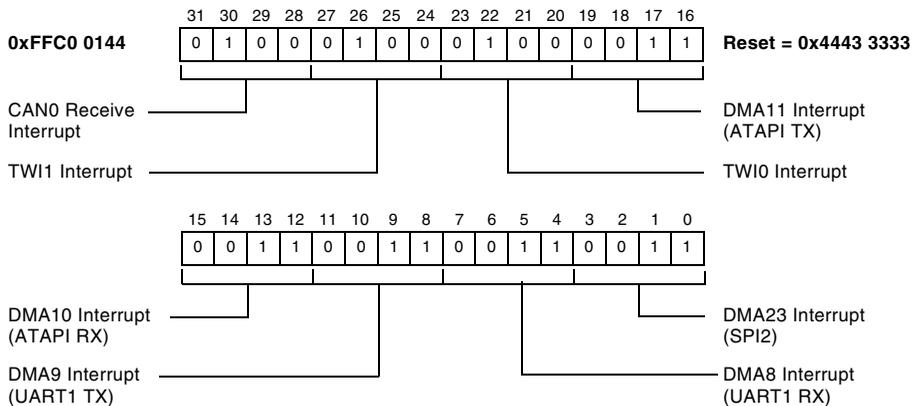 31 30 29 28 27 26 25 24 23 22 21 20 19 18 17 16
0xFFC0 0144 0 1 0 0 0 1 0 0 0 1 0 0 0 0 1 1 Reset = 0x4443 3333
CAN0 Receive
Interrupt
DMA11 Interrupt
(ATAPI TX)
TWI1 Interrupt
TWI0 Interrupt
15 14 13 12 11 10 9 8 7 6 5 4 3 2 1 0
0 0 1 1 0 0 1 1 0 0 1 1 0 0 1 1
DMA10 Interrupt
(ATAPI RX)
DMA23 Interrupt
(SPI2)
DMA9 Interrupt
(UART1 TX)
DMA8 Interrupt
(UART1 RX)